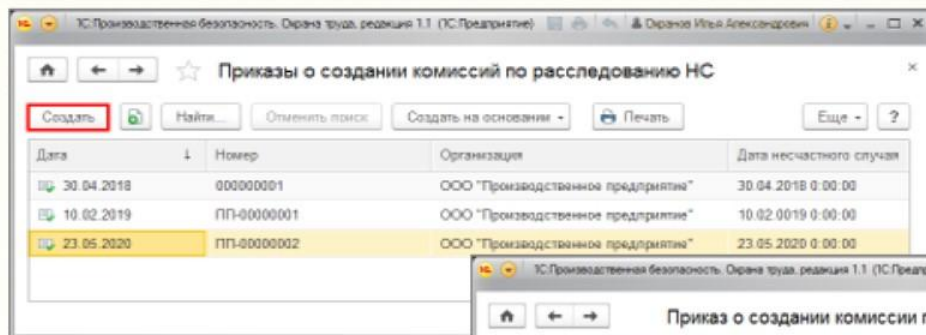 1С:Производственная безопасность. Охрана труда, редакция 1.1 (1С:Предприятие) Охранов Илья Александрович
Приказы о создании комиссий по расследованию НС
Создать Найти... Отменить поиск Создать на основании Печать Еще ?
Дата Номер Организация Дата несчастного случая
30.04.2018 000000001 ООО "Производственное предприятие" 30.04.2018 0:00:00
10.02.2019 ПП-00000001 ООО "Производственное предприятие" 10.02.0019 0:00:00
23.05.2020 ПП-00000002 ООО "Производственное предприятие" 23.05.2020 0:00:00
1С:Производственная безопасность. Охрана труда, редакция 1.1 (1С:Предпр
Приказ о создании комиссии п